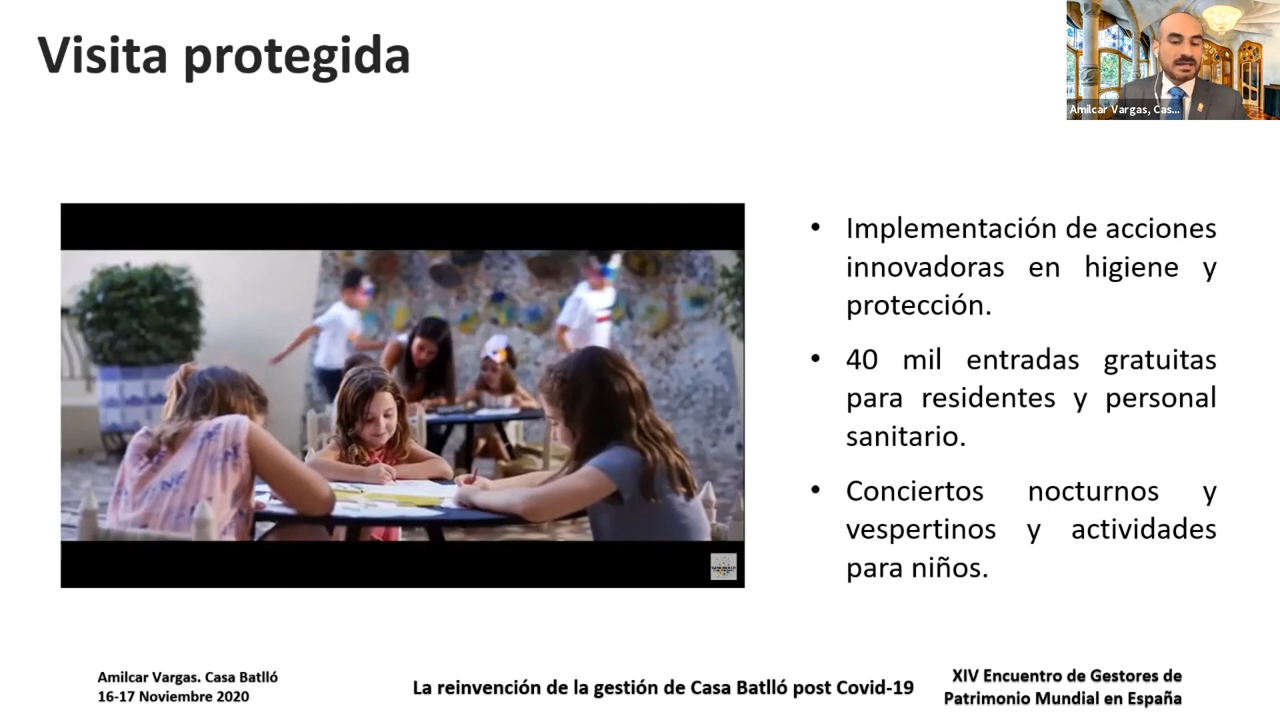 Visita protegida
Amilcar Vargas, Cas...
• Implementación de acciones
innovadoras en higiene y
protección.
• 40 mil entradas gratuitas
para residentes y personal
sanitario.
• Conciertos nocturnos y
vespertinos y actividades
para niños.
Amilcar Vargas. Casa Batlló
16-17 Noviembre 2020
La reinvención de la gestión de Casa Batlló post Covid-19
XIV Encuentro de Gestores de
Patrimonio Mundial en España